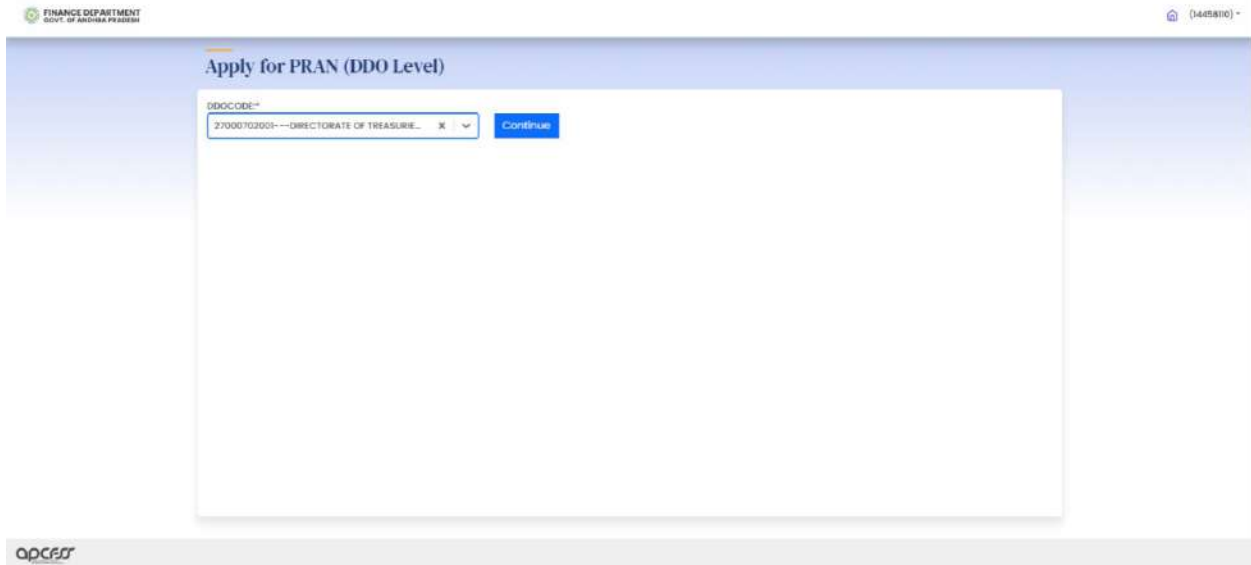 FINANCE DEPARTMENT
GOVT. OF ANDHRA PRADESH
(14458110)
Apply for PRAN (DDO Level)
DDOCODE:*
27000702001---DIRECTORATE OF TREASURIE...
Continue
apcfss